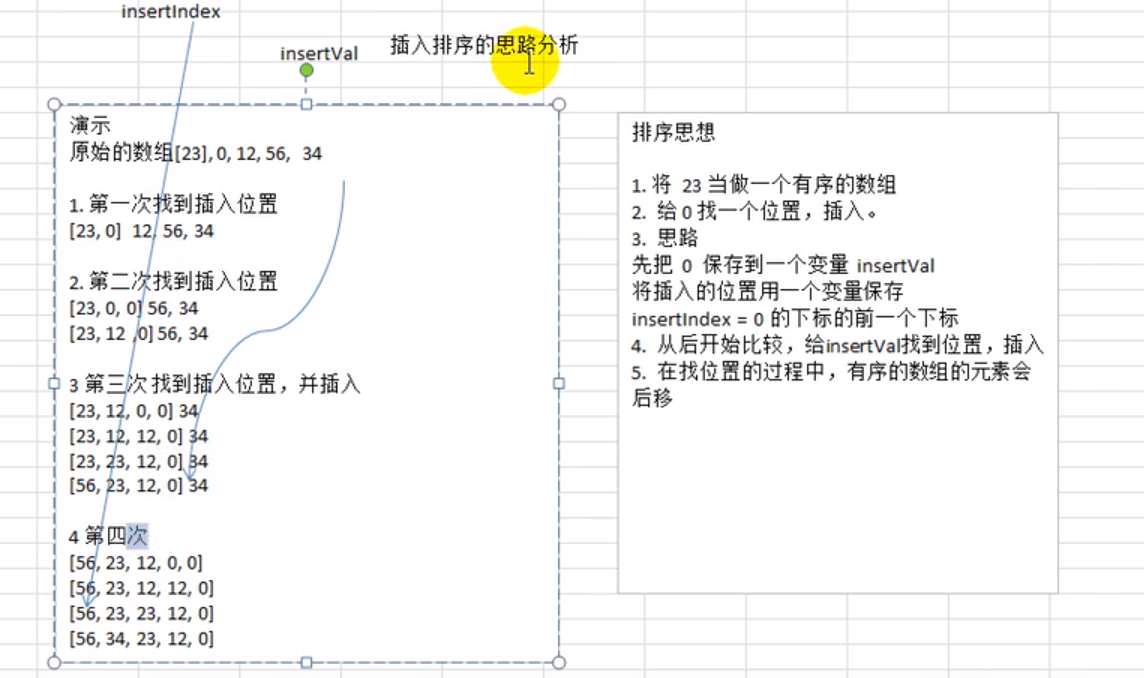 insertIndex
insertVal
插入排序的思路分析
演示
原始的数组[23], 0, 12, 56, 34
1. 第一次找到插入位置
[23, 0] 12, 56, 34
2. 第二次找到插入位置
[23, 0, 0] 56, 34
[23, 12 ,0] 56, 34
3 第三次 找到插入位置，并插入
[23, 12, 0, 0] 34
[23, 12, 12, 0] 34
[23, 23, 12, 0] 34
[56, 23, 12, 0] 34
4 第四次
[56, 23, 12, 0, 0]
[56, 23, 12, 12, 0]
[56, 23, 23, 12, 0]
[56, 34, 23, 12, 0]
排序思想
1. 将 23 当做一个有序的数组
2. 给 0 找一个位置，插入。
3. 思路
先把 0 保存到一个变量 insertVal
将插入的位置用一个变量保存
insertIndex = 0 的下标的前一个下标
4. 从后开始比较，给insertVal找到位置，插入
5. 在找位置的过程中，有序的数组的元素会
后移